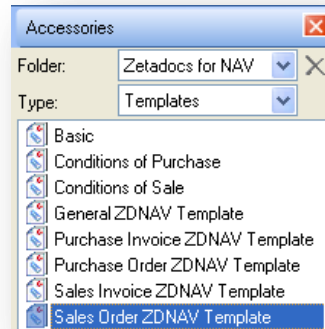 Accessories
Folder: Zetadocs for NAV
Type: Templates
Basic
Conditions of Purchase
Conditions of Sale
General ZDNAV Template
Purchase Invoice ZDNAV Template
Purchase Order ZDNAV Template
Sales Invoice ZDNAV Template
Sales Order ZDNAV Template